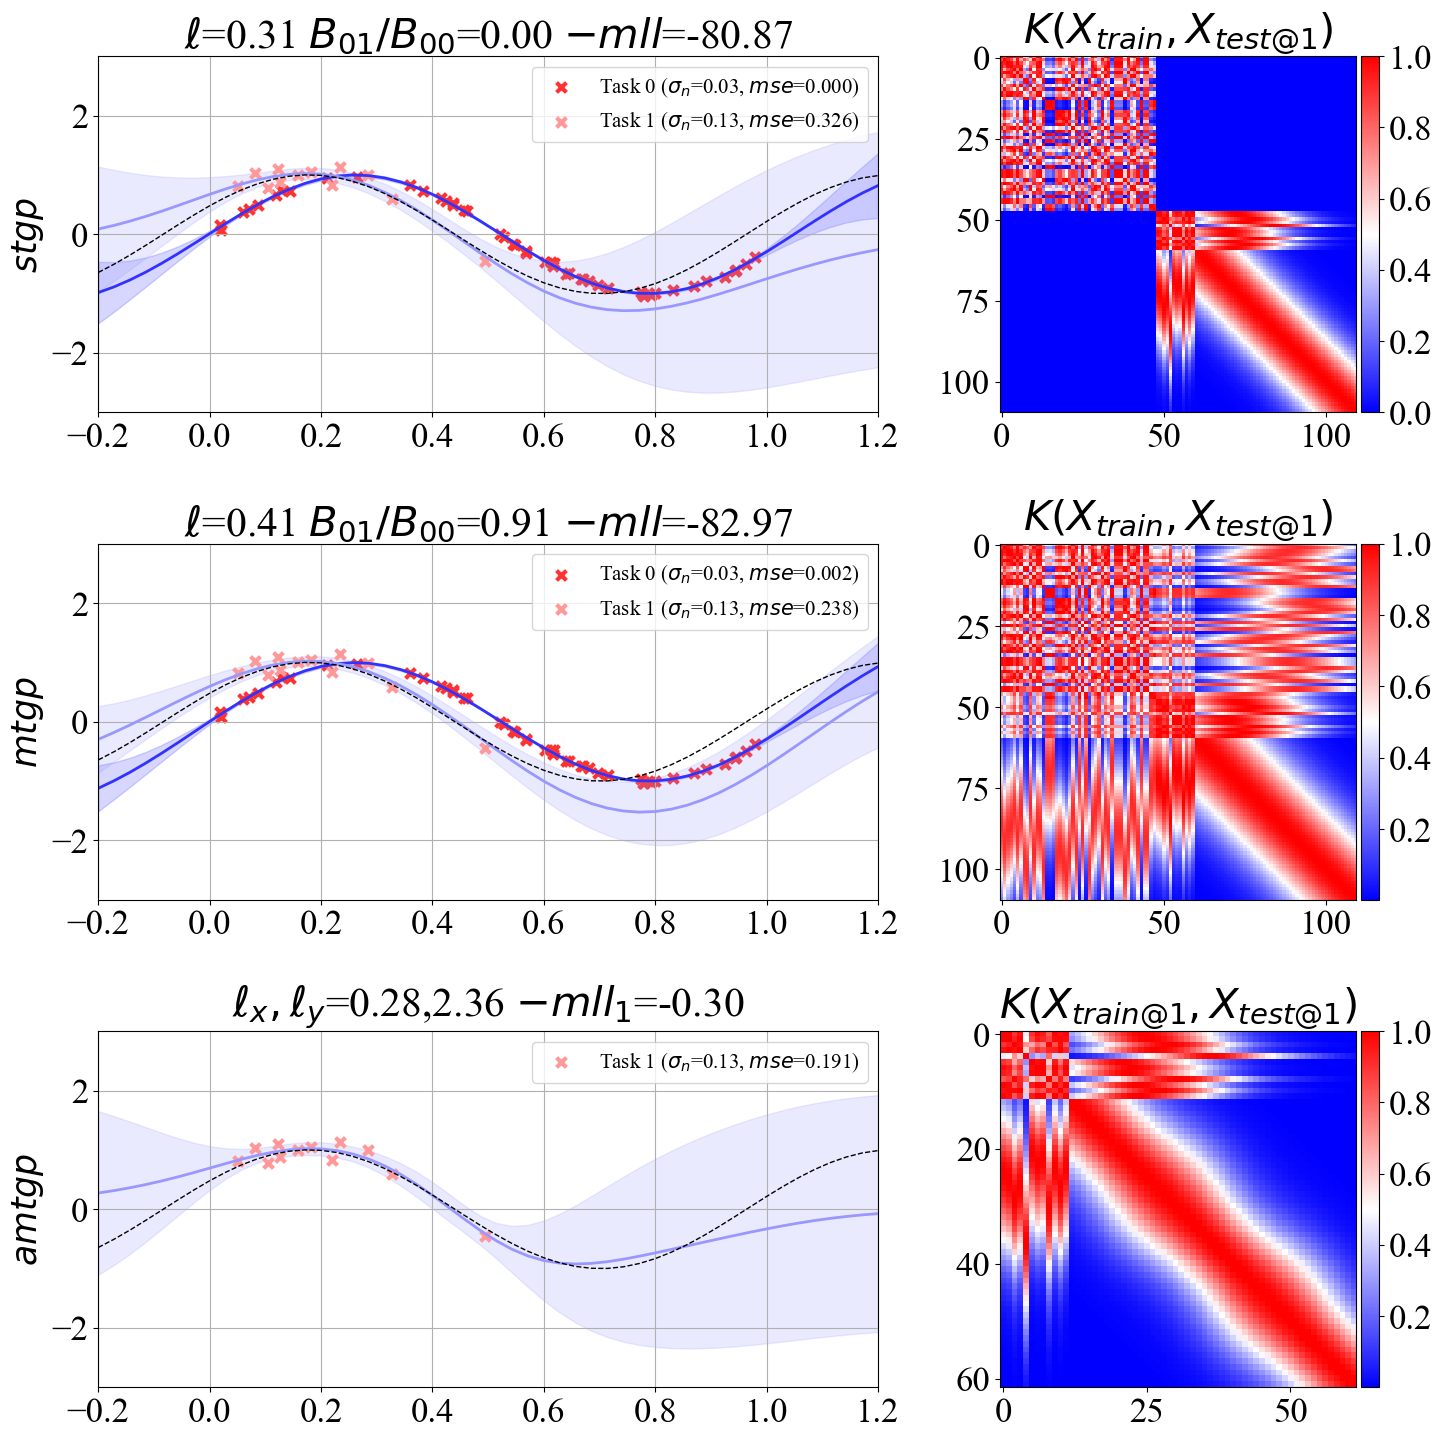 ℓ=0.31 B01/B00=0.00 −mll=-80.87
K(Xtrain, Xtest@1)
stgp
2
0
−2
−0.2 0.0 0.2 0.4 0.6 0.8 1.0 1.2
Task 0 (σn=0.03, mse=0.000)
Task 1 (σn=0.13, mse=0.326)
0
25
50
75
100
0 50 100
1.0
0.8
0.6
0.4
0.2
0.0
ℓ=0.41 B01/B00=0.91 −mll=-82.97
K(Xtrain, Xtest@1)
mtgp
2
0
−2
−0.2 0.0 0.2 0.4 0.6 0.8 1.0 1.2
Task 0 (σn=0.03, mse=0.002)
Task 1 (σn=0.13, mse=0.238)
0
25
50
75
100
0 50 100
1.0
0.8
0.6
0.4
0.2
ℓx, ℓy=0.28,2.36 −mll1=-0.30
K(Xtrain@1, Xtest@1)
amtgp
2
0
−2
−0.2 0.0 0.2 0.4 0.6 0.8 1.0 1.2
Task 1 (σn=0.13, mse=0.191)
0
20
40
60
0 25 50
1.0
0.8
0.6
0.4
0.2